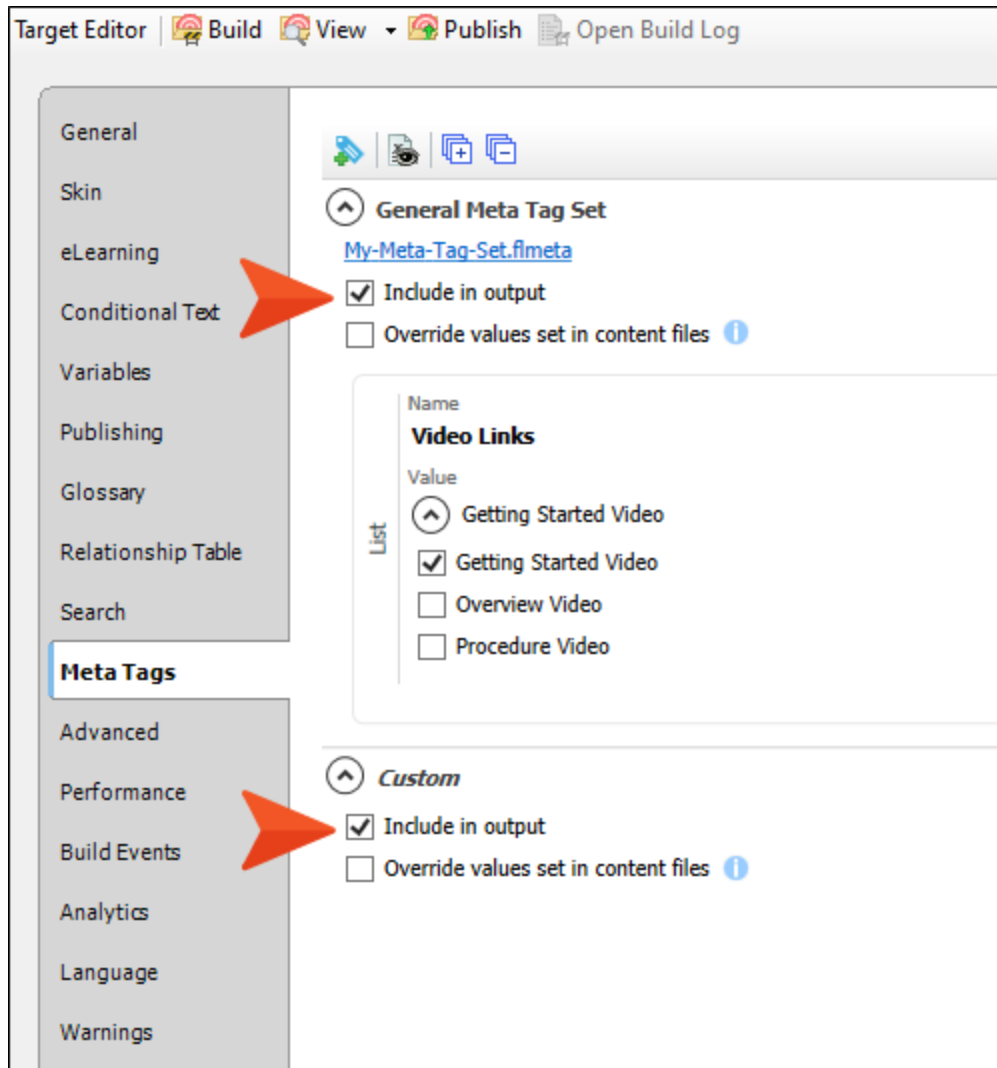 Target Editor Build View Publish Open Build Log
General
Skin
eLearning
Conditional Text
Variables
Publishing
Glossary
Relationship Table
Search
Meta Tags
Advanced
Performance
Build Events
Analytics
Language
Warnings
General Meta Tag Set
My-Meta-Tag-Set.flmeta
Include in output
Override values set in content files
List
Name
Video Links
Value
Getting Started Video
Getting Started Video
Overview Video
Procedure Video
Custom
Include in output
Override values set in content files